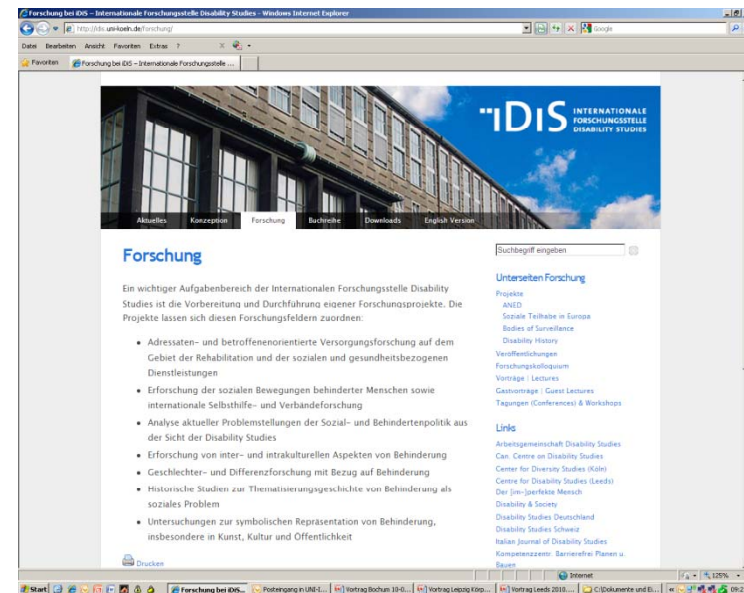 Forschung bei iDiS – Internationale Forschungsstelle Disability Studies - Windows Internet Explorer
http://idis.uni-koeln.de/forschung/
Google
Datei Bearbeiten Ansicht Favoriten Extras ?
Favoriten
Forschung bei iDiS – Internationale Forschungsstelle ...
iDiS INTERNATIONALE
FORSCHUNGSSTELLE
DISABILITY STUDIES
Aktuelles Konzeption Forschung Buchreihe Downloads English Version
Forschung
Ein wichtiger Aufgabenbereich der Internationalen Forschungsstelle Disability
Studies ist die Vorbereitung und Durchführung eigener Forschungsprojekte. Die
Projekte lassen sich diesen Forschungsfeldern zuordnen:
• Adressaten- und betroffenenorientierte Versorgungsforschung auf dem
Gebiet der Rehabilitation und der sozialen und gesundheitsbezogenen
Dienstleistungen
• Erforschung der sozialen Bewegungen behinderter Menschen sowie
internationale Selbsthilfe- und Verbändeforschung
• Analyse aktueller Problemstellungen der Sozial- und Behindertenpolitik aus
der Sicht der Disability Studies
• Erforschung von inter- und intrakulturellen Aspekten von Behinderung
• Geschlechter- und Differenzforschung mit Bezug auf Behinderung
• Historische Studien zur Thematisierungsgeschichte von Behinderung als
soziales Problem
• Untersuchungen zur symbolischen Repräsentation von Behinderung,
insbesondere in Kunst, Kultur und Öffentlichkeit
Drucken
Suchbegriff eingeben
Unterseiten Forschung
Projekte
ANED
Soziale Teilhabe in Europa
Bodies of Surveillance
Disability History
Veröffentlichungen
Forschungskolloquium
Vorträge | Lectures
Gastvorträge | Guest Lectures
Tagungen (Conferences) & Workshops
Links
Arbeitsgemeinschaft Disability Studies
Can. Centre on Disability Studies
Center for Diversity Studies (Köln)
Centre for Disability Studies (Leeds)
Der [im-]perfekte Mensch
Disability & Society
Disability Studies Deutschland
Disability Studies Schweiz
Italian Journal of Disability Studies
Kompetenzzentr. Barrierefrei Planen u.
Bauen
Internet 125%
Start Forschung bei iDiS... Posteingang in UNI-I... Vortrag Bochum 10-0... Vortrag Leipzig Körp... Vortrag Leeds 2010.... C:\Dokumente und Ei...